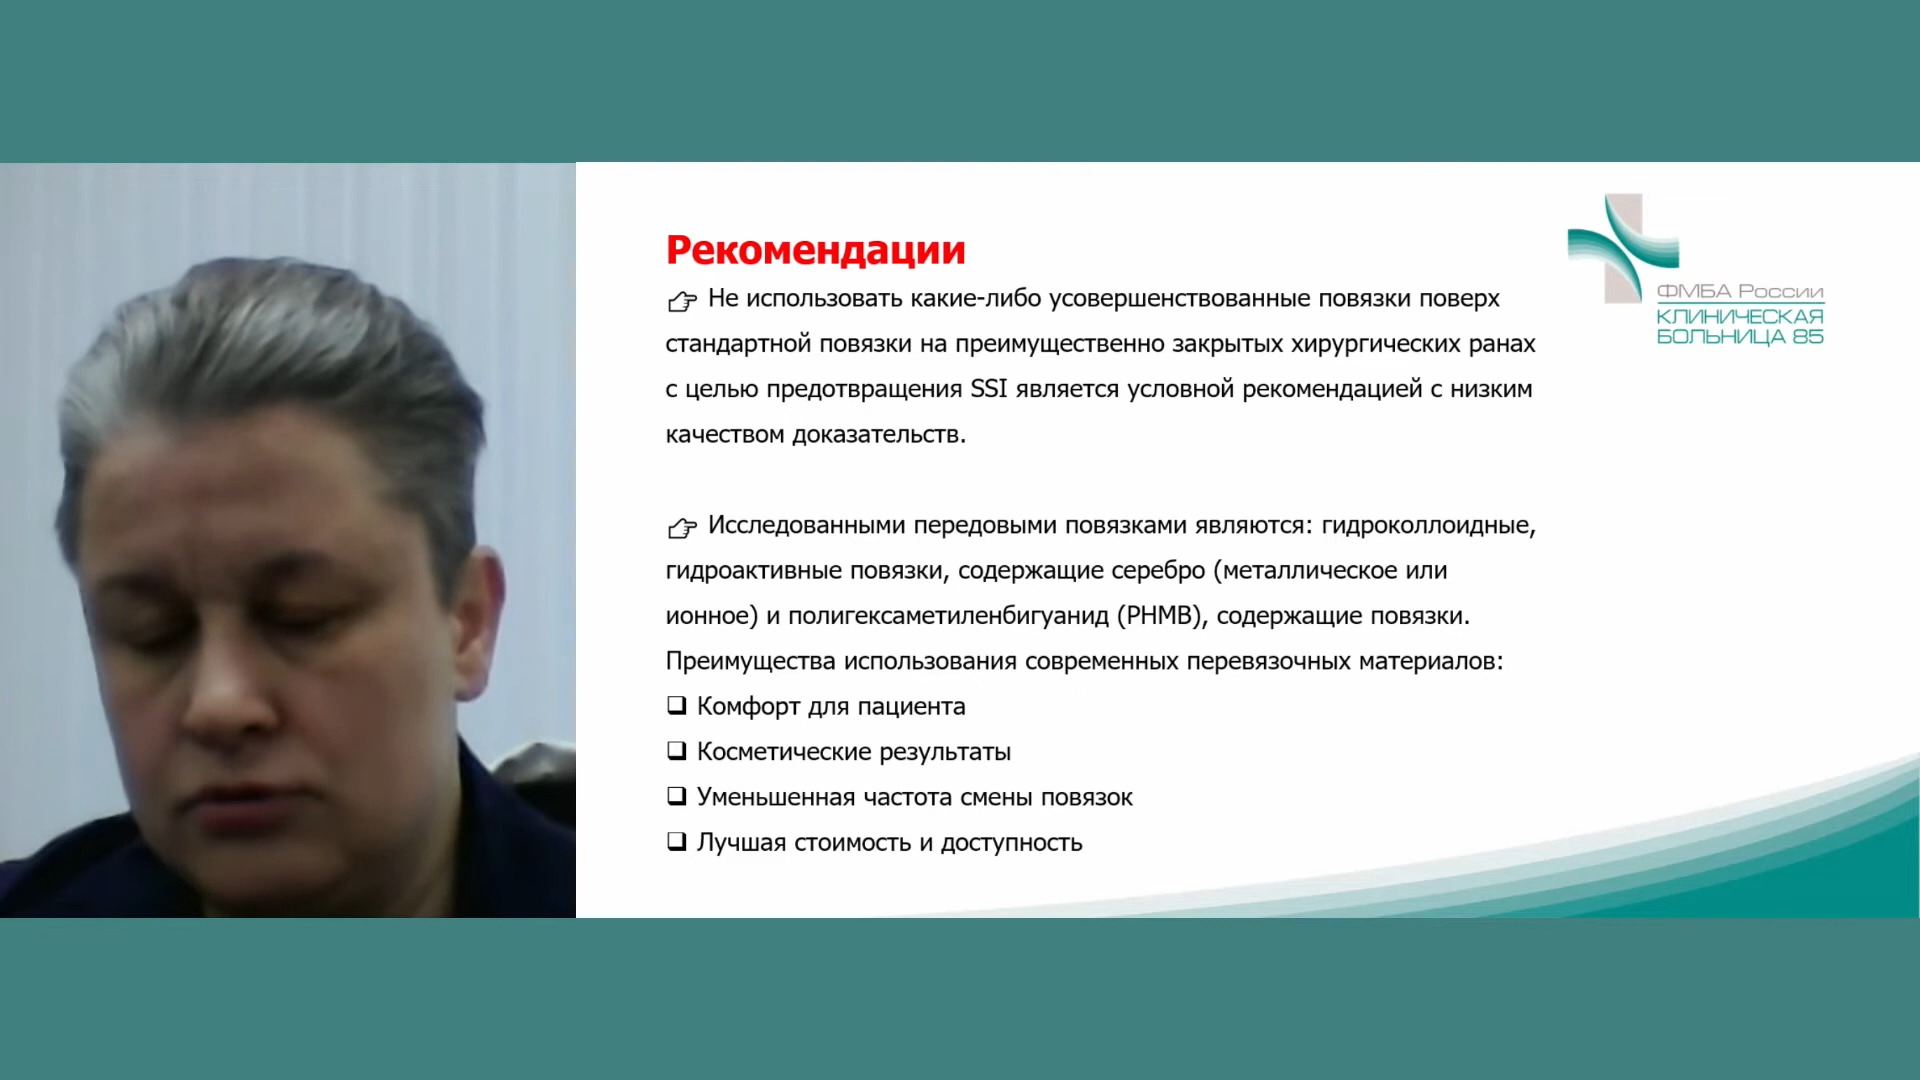 Рекомендации
Не использовать какие-либо усовершенствованные повязки поверх
стандартной повязки на преимущественно закрытых хирургических ранах
с целью предотвращения SSI является условной рекомендацией с низким
качеством доказательств.
Исследованными передовыми повязками являются: гидроколлоидные,
гидроактивные повязки, содержащие серебро (металлическое или
ионное) и полигексаметиленбигуанид (PHMB), содержащие повязки.
Преимущества использования современных перевязочных материалов:
Комфорт для пациента
Косметические результаты
Уменьшенная частота смены повязок
Лучшая стоимость и доступность
ФМБА России
КЛИНИЧЕСКАЯ
БОЛЬНИЦА 85